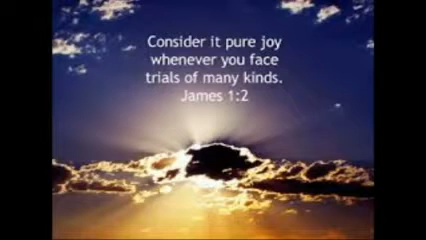 Consider it pure joy
whenever you face
trials of many kinds.
James 1:2